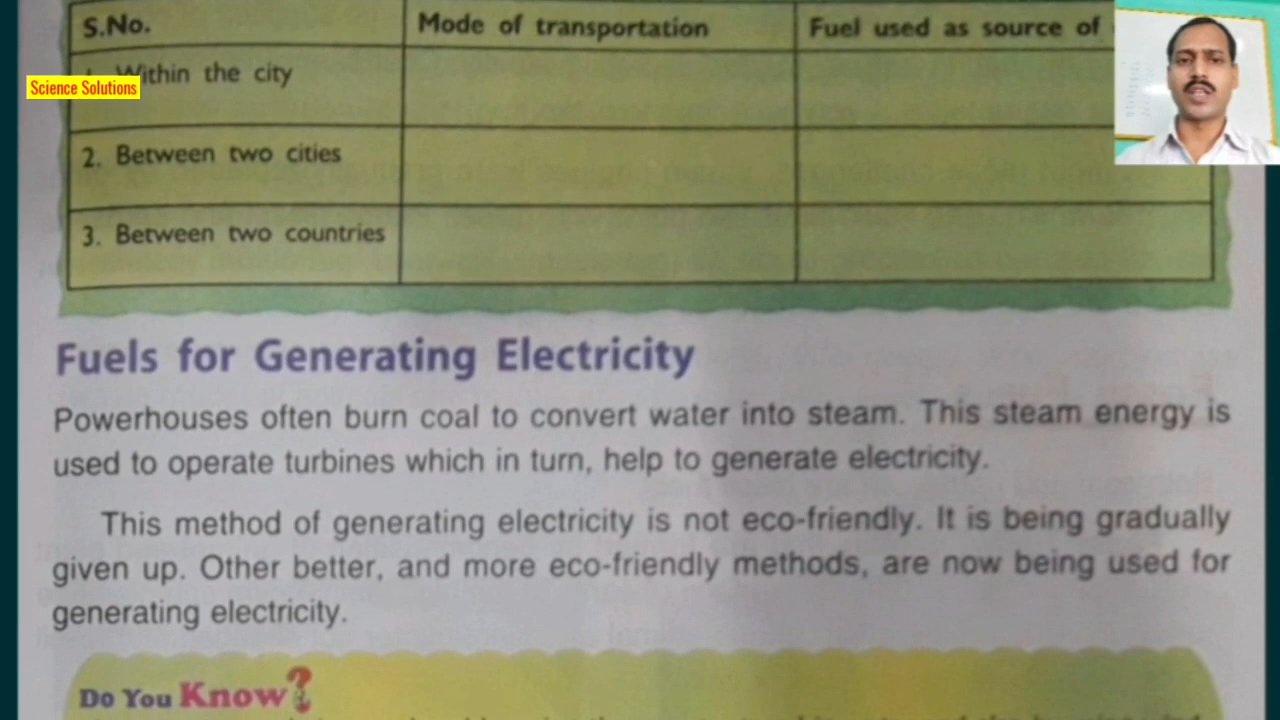 S.No. Mode of transportation Fuel used as source of
Within the city
Science Solutions
2. Between two cities
3. Between two countries
Fuels for Generating Electricity
Powerhouses often burn coal to convert water into steam. This steam energy is
used to operate turbines which in turn, help to generate electricity.
This method of generating electricity is not eco-friendly. It is being gradually
given up. Other better, and more eco-friendly methods, are now being used for
generating electricity.
Do You Know?